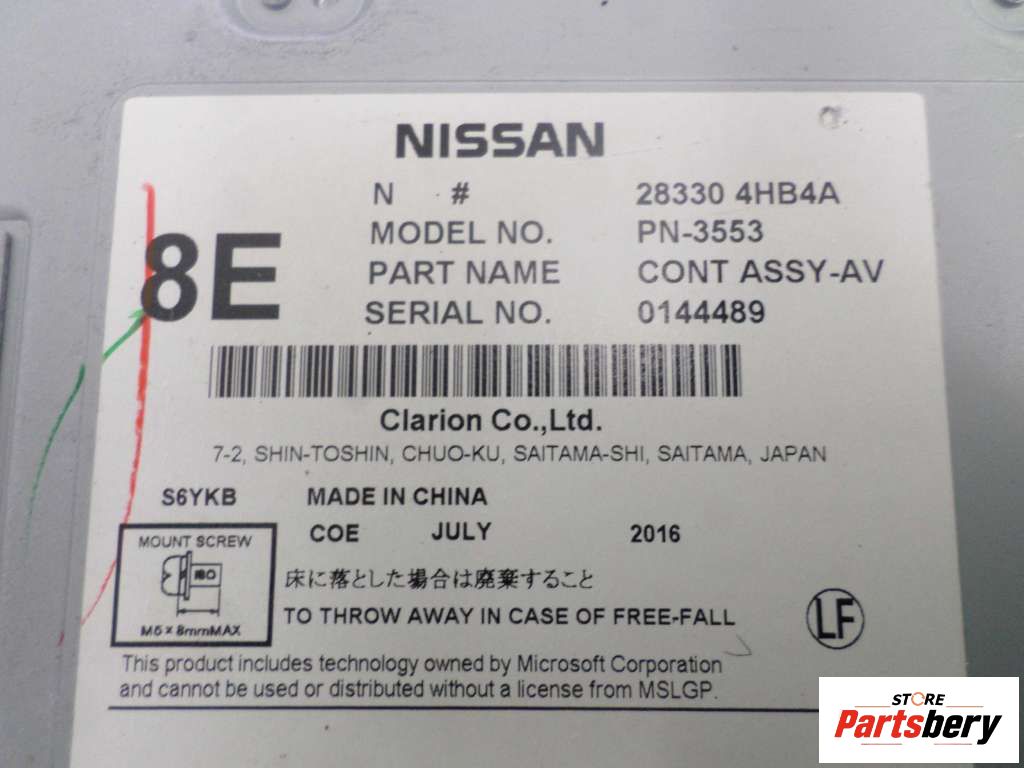 NISSAN
N # 28330 4HB4A
MODEL NO. PN-3553
8E
PART NAME CONT ASSY-AV
SERIAL NO. 0144489
Clarion Co.,Ltd.
7-2, SHIN-TOSHIN, CHUO-KU, SAITAMA-SHI, SAITAMA, JAPAN
S6YKB MADE IN CHINA
COE JULY 2016
MOUNT SCREW
ISO
M5 x 8mmMAX
床に落とした場合は廃棄すること
TO THROW AWAY IN CASE OF FREE-FALL
LF
This product includes technology owned by Microsoft Corporation
and cannot be used or distributed without a license from MSLGP.
STORE
Partsbery